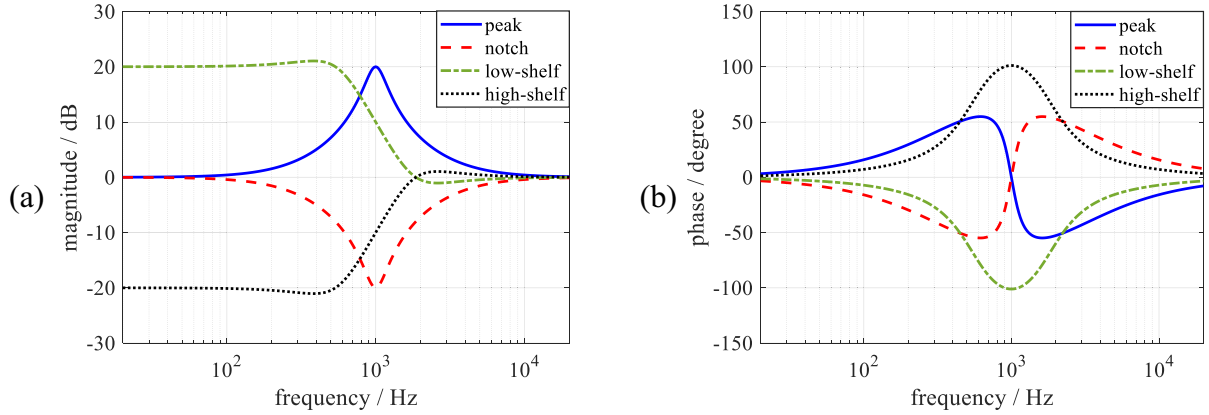 (a)
magnitude / dB
30
20
10
0
-10
-20
-30
10^2
10^3
10^4
frequency / Hz
peak
notch
low-shelf
high-shelf
(b)
phase / degree
150
100
50
0
-50
-100
-150
10^2
10^3
10^4
frequency / Hz
peak
notch
low-shelf
high-shelf